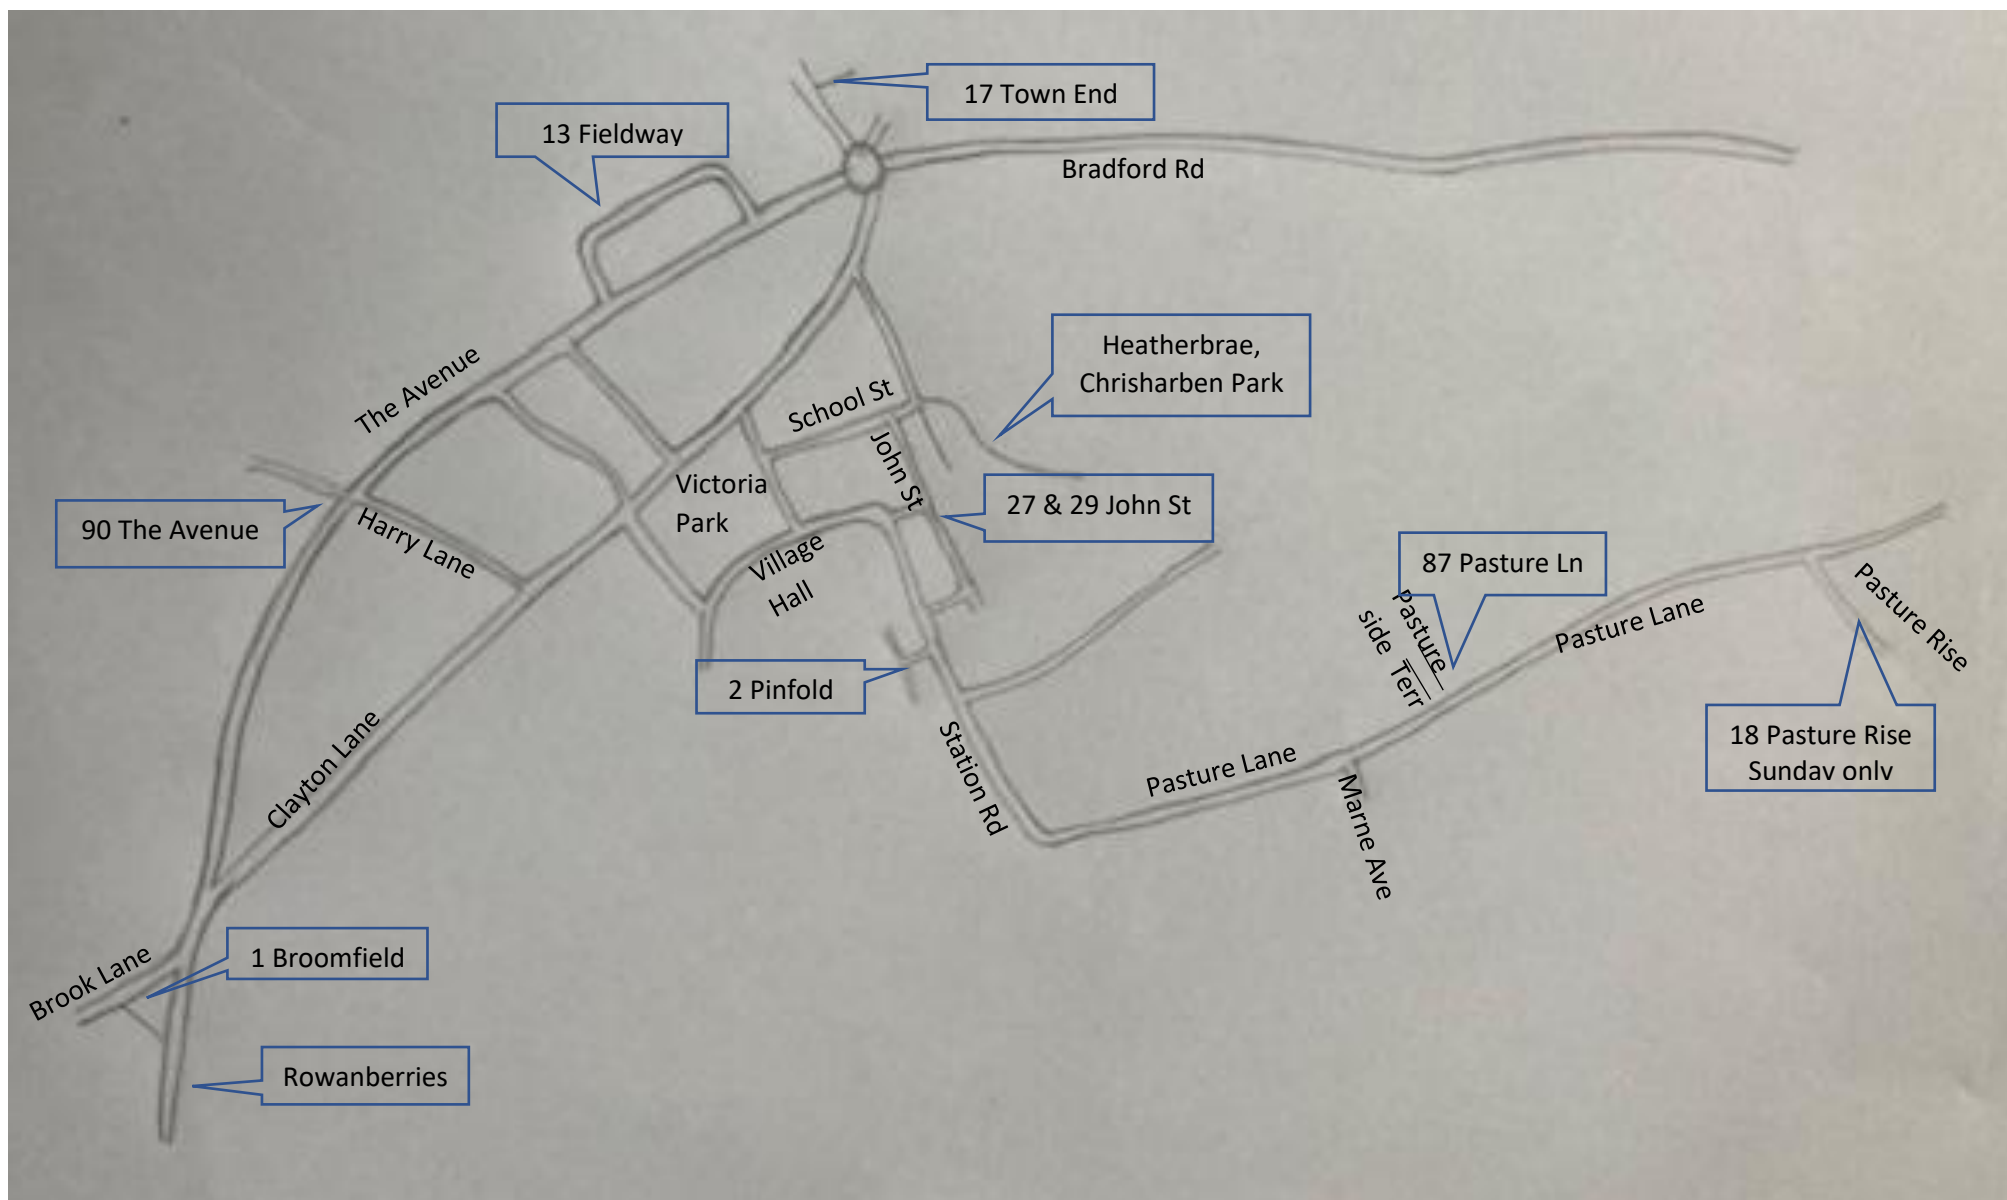 17 Town End
13 Fieldway
Bradford Rd
Heatherbrae,
Chrisharben Park
The Avenue
School St
John St
Victoria
Park
27 & 29 John St
90 The Avenue
Harry Lane
Village
Hall
87 Pasture Ln
Pasture
side Terr
Pasture Lane
Pasture Rise
2 Pinfold
18 Pasture Rise
Sunday only
Station Rd
Pasture Lane
Clayton Lane
Marne Ave
1 Broomfield
Brook Lane
Rowanberries